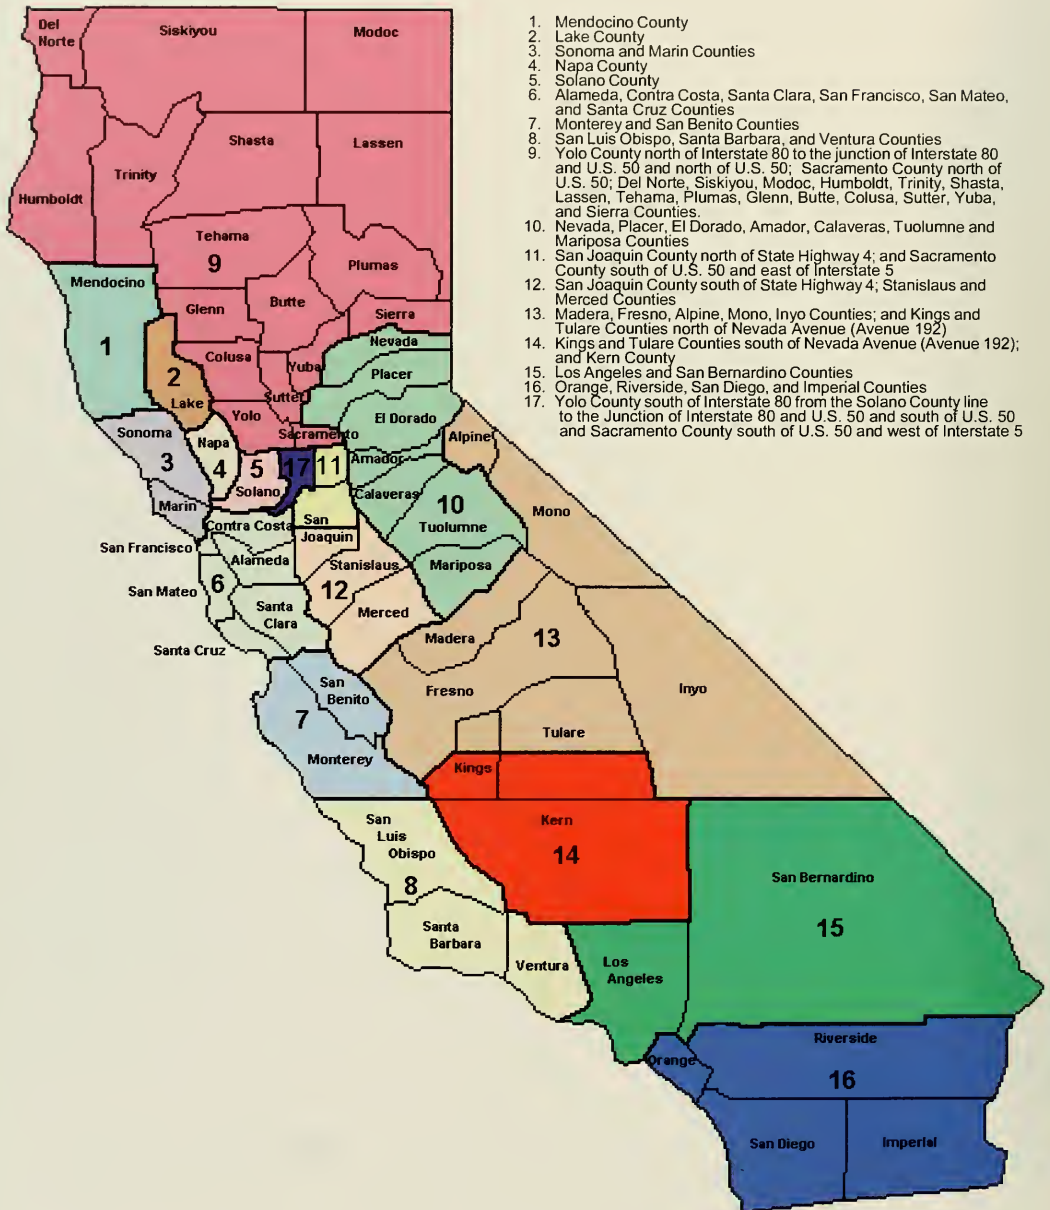 1. Mendocino County
2. Lake County
3. Sonoma and Marin Counties
4. Napa County
5. Solano County
6. Alameda, Contra Costa, Santa Clara, San Francisco, San Mateo,
and Santa Cruz Counties
7. Monterey and San Benito Counties
8. San Luis Obispo, Santa Barbara, and Ventura Counties
9. Yolo County north of Interstate 80 to the junction of Interstate 80
and U.S. 50 and north of U.S. 50; Sacramento County north of
U.S. 50; Del Norte, Siskiyou, Modoc, Humboldt, Trinity, Shasta,
Lassen, Tehama, Plumas, Glenn, Butte, Colusa, Sutter, Yuba,
and Sierra Counties.
10. Nevada, Placer, El Dorado, Amador, Calaveras, Tuolumne and
Mariposa Counties
11. San Joaquin County north of State Highway 4; and Sacramento
County south of U.S. 50 and east of Interstate 5
12. San Joaquin County south of State Highway 4; Stanislaus and
Merced Counties
13. Madera, Fresno, Alpine, Mono, Inyo Counties; and Kings and
Tulare Counties north of Nevada Avenue (Avenue 192)
14. Kings and Tulare Counties south of Nevada Avenue (Avenue 192);
and Kern County
15. Los Angeles and San Bernardino Counties
16. Orange, Riverside, San Diego, and Imperial Counties
17. Yolo County south of Interstate 80 from the Solano County line
to the Junction of Interstate 80 and U.S. 50 and south of U.S. 50
and Sacramento County south of U.S. 50 and west of Interstate 5
Del
Norte
Siskiyou
Modoc
Shasta
Lassen
Trinity
Humboldt
Tehama
9
Plumas
Mendocino
Butte
Glenn
Sierra
Nevada
1
Colusa
Yuba
2
Placer
Lake
Sutter
Yolo
El Dorado
Sonoma
Sacramento
Napa
Alpine
3
4
5
17
11
Amador
Solano
Calaveras
Marin
10
Mono
Contra Costa
San
Joaquin
Tuolumne
San Francisco
Alameda
Stanislaus
Mariposa
6
San Mateo
12
Santa
Clara
Merced
Madera
13
Santa Cruz
San
Benito
Fresno
Inyo
7
Tulare
Monterey
Kings
San
Luis
Obispo
Kern
14
8
San Bernardino
15
Santa
Barbara
Ventura
Los
Angeles
Riverside
Orange
16
San Diego
Imperial